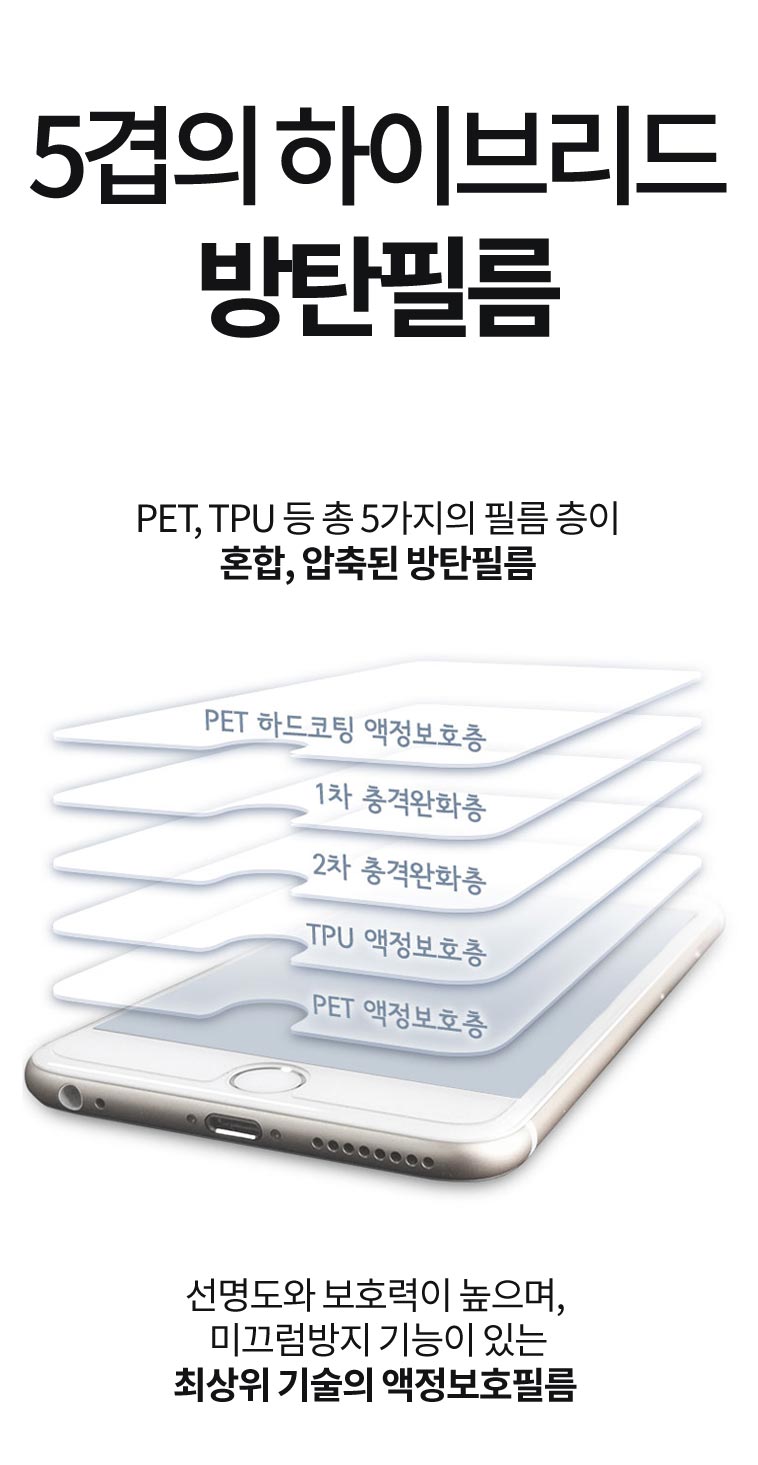 5겹의 하이브리드
방탄필름
PET, TPU 등 총 5가지의 필름 층이
혼합, 압축된 방탄필름
PET 하드코팅 액정보호층
1차 충격완화층
2차 충격완화층
TPU 액정보호층
PET 액정보호층
선명도와 보호력이 높으며,
미끄럼방지 기능이 있는
최상위 기술의 액정보호필름